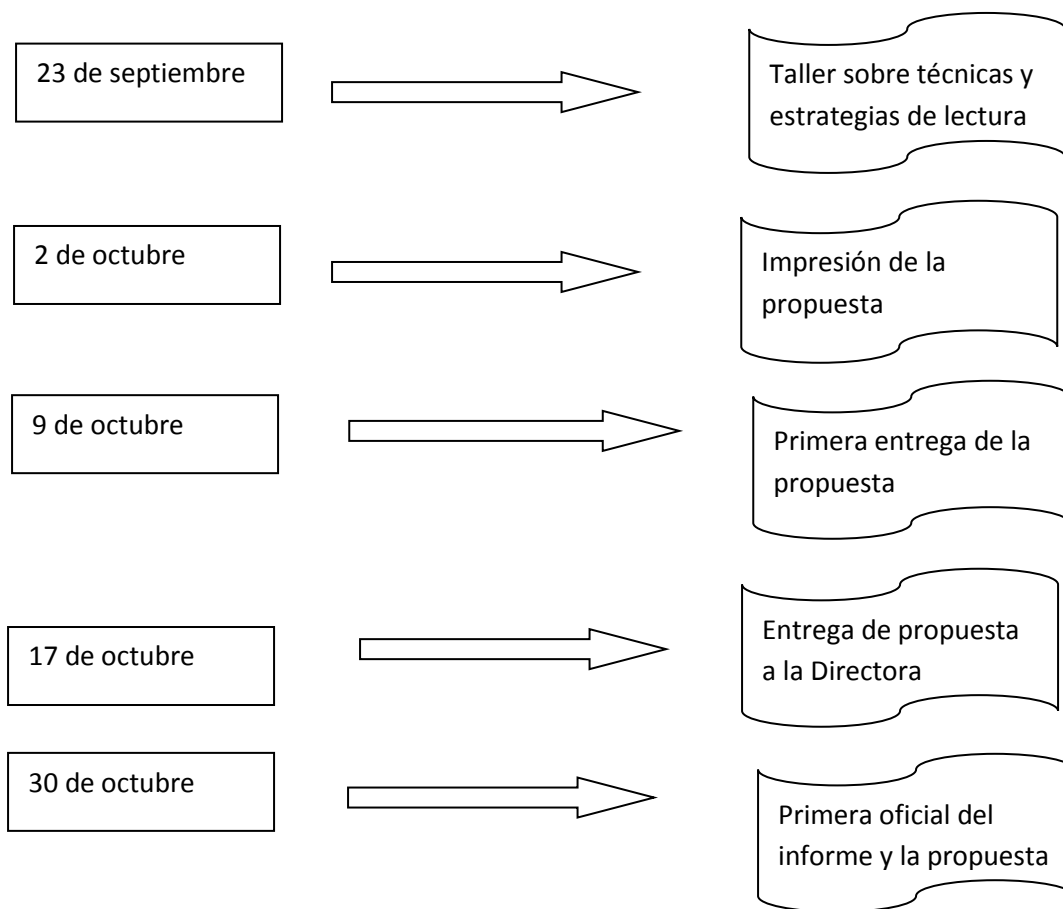 23 de septiembre
Taller sobre técnicas y
estrategias de lectura
2 de octubre
Impresión de la
propuesta
9 de octubre
Primera entrega de la
propuesta
17 de octubre
Entrega de propuesta
a la Directora
30 de octubre
Primera oficial del
informe y la propuesta